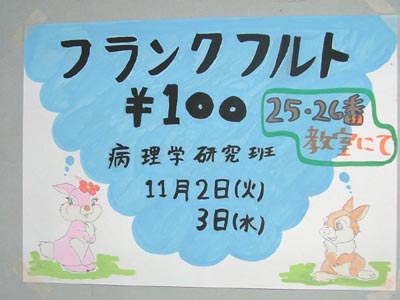 フランクフルト
¥100
25・26番
教室にて
病理学研究班
11月2日(火)
3日(水)